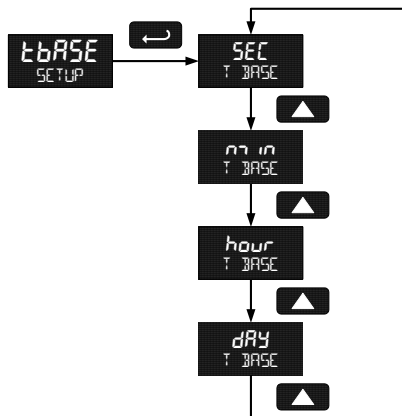 tbASE
SETUP
SEC
T BASE
min
T BASE
hour
T BASE
dAY
T BASE